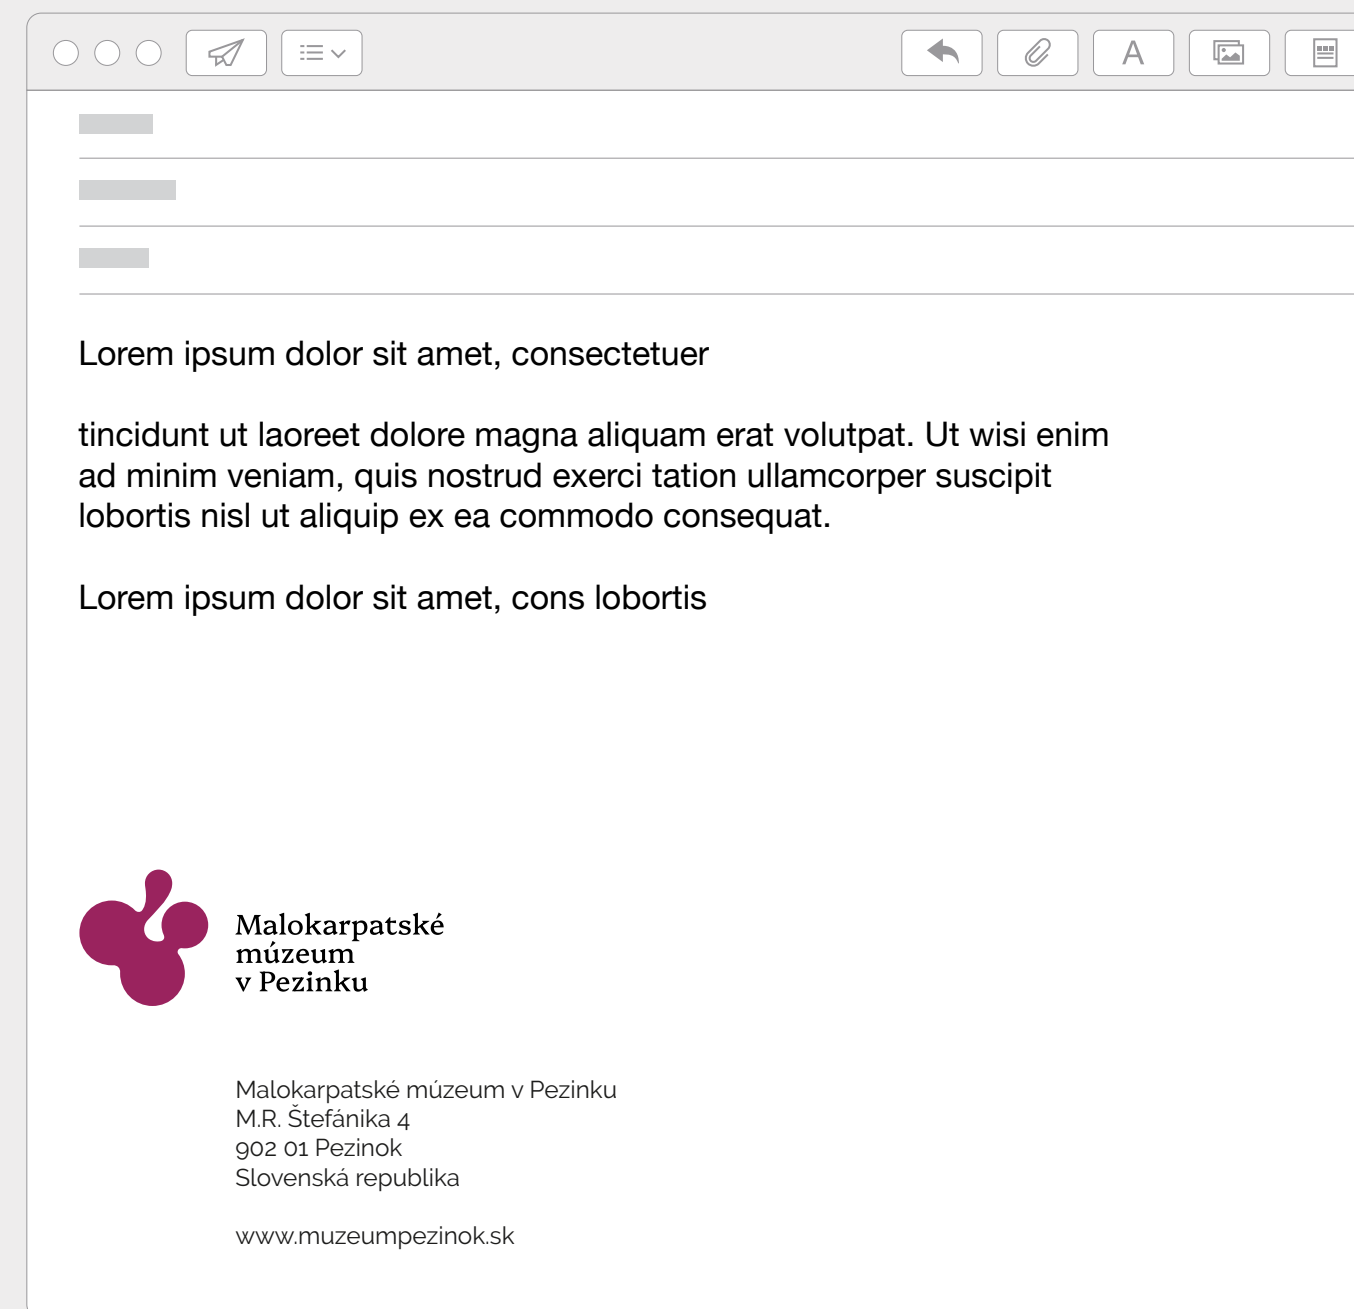 A
Lorem ipsum dolor sit amet, consectetuer
tincidunt ut laoreet dolore magna aliquam erat volutpat. Ut wisi enim
ad minim veniam, quis nostrud exerci tation ullamcorper suscipit
lobortis nisl ut aliquip ex ea commodo consequat.
Lorem ipsum dolor sit amet, cons lobortis
Malokarpatské
múzeum
v Pezinku
Malokarpatské múzeum v Pezinku
M.R. Štefánika 4
902 01 Pezinok
Slovenská republika
www.muzeumpezinok.sk